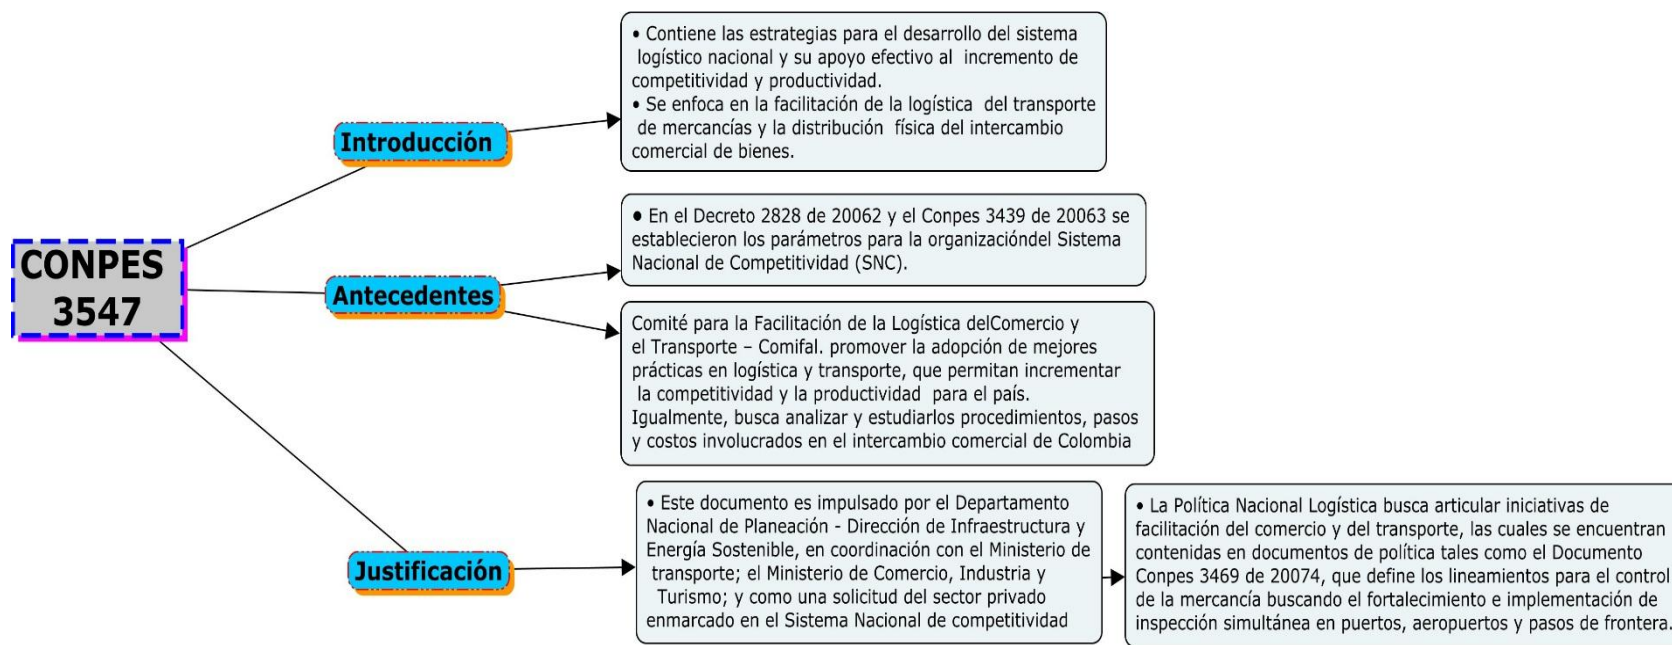 CONPES
3547
Introducción
• Contiene las estrategias para el desarrollo del sistema
logístico nacional y su apoyo efectivo al incremento de
competitividad y productividad.
• Se enfoca en la facilitación de la logística del transporte
de mercancías y la distribución física del intercambio
comercial de bienes.
Antecedentes
• En el Decreto 2828 de 20062 y el Conpes 3439 de 20063 se
establecieron los parámetros para la organizacióndel Sistema
Nacional de Competitividad (SNC).
Comité para la Facilitación de la Logística delComercio y
el Transporte – Comifal. promover la adopción de mejores
prácticas en logística y transporte, que permitan incrementar
la competitividad y la productividad para el país.
Igualmente, busca analizar y estudiarlos procedimientos, pasos
y costos involucrados en el intercambio comercial de Colombia
Justificación
• Este documento es impulsado por el Departamento
Nacional de Planeación - Dirección de Infraestructura y
Energía Sostenible, en coordinación con el Ministerio de
transporte; el Ministerio de Comercio, Industria y
Turismo; y como una solicitud del sector privado
enmarcado en el Sistema Nacional de competitividad
• La Política Nacional Logística busca articular iniciativas de
facilitación del comercio y del transporte, las cuales se encuentran
contenidas en documentos de política tales como el Documento
Conpes 3469 de 20074, que define los lineamientos para el control
de la mercancía buscando el fortalecimiento e implementación de
inspección simultánea en puertos, aeropuertos y pasos de frontera.